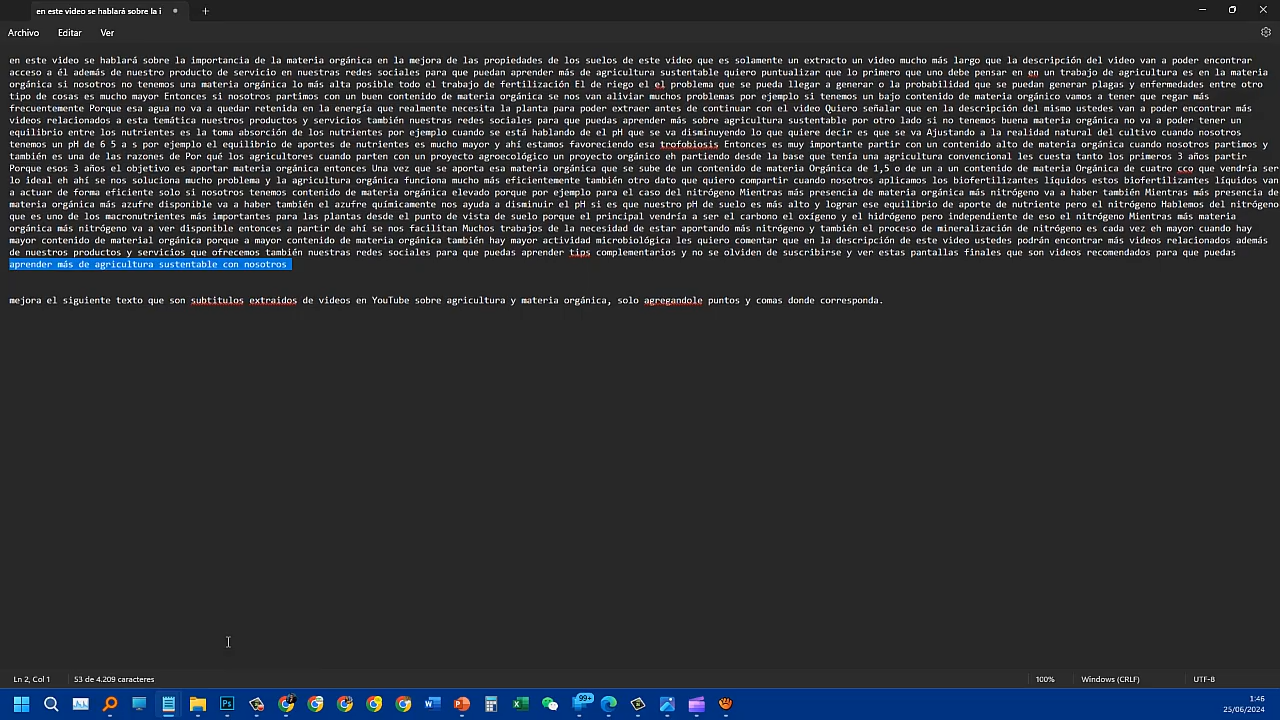 en este video se hablará sobre la i
Archivo Editar Ver
en este video se hablará sobre la importancia de la materia orgánica en la mejora de las propiedades de los suelos de este video que es solamente un extracto un video mucho más largo que la descripción del video van a poder encontrar
acceso a él además de nuestro producto de servicio en nuestras redes sociales para que puedan aprender más de agricultura sustentable quiero puntualizar que lo primero que uno debe pensar en en un trabajo de agricultura es en la materia
orgánica si nosotros no tenemos una materia orgánica lo más alta posible todo el trabajo de fertilización El de riego el el problema que se pueda llegar a generar o la probabilidad que se puedan generar plagas y enfermedades entre otro
tipo de cosas es mucho mayor Entonces si nosotros partimos con un buen contenido de materia orgánica se nos van aliviar muchos problemas por ejemplo si tenemos un bajo contenido de materia orgánico vamos a tener que regar más
frecuentemente Porque esa agua no va a quedar retenida en la energía que realmente necesita la planta para poder extraer antes de continuar con el video Quiero señalar que en la descripción del mismo ustedes van a poder encontrar más
videos relacionados a esta temática nuestros productos y servicios también nuestras redes sociales para que puedas aprender más sobre agricultura sustentable por otro lado si no tenemos buena materia orgánica no va a poder tener un
equilibrio entre los nutrientes es la toma absorción de los nutrientes por ejemplo cuando se está hablando de el pH que se va disminuyendo lo que quiere decir es que se va Ajustando a la realidad natural del cultivo cuando nosotros
tenemos un pH de 6 5 a s por ejemplo el equilibrio de aportes de nutrientes es mucho mayor y ahí estamos favoreciendo esa trofobiosis Entonces es muy importante partir con un contenido alto de materia orgánica cuando nosotros partimos y
también es una de las razones de Por qué los agricultores cuando parten con un proyecto agroecológico un proyecto orgánico eh partiendo desde la base que tenía una agricultura convencional les cuesta tanto los primeros 3 años partir
Porque esos 3 años el objetivo es aportar materia orgánica entonces Una vez que se aporta esa materia orgánica que se sube de un contenido de materia Orgánica de 1,5 o de un a un contenido de materia Orgánica de cuatro cco que vendría ser
lo ideal eh ahí se nos soluciona mucho problema y la agricultura orgánica funciona mucho más eficientemente también otro dato que quiero compartir cuando nosotros aplicamos los biofertilizantes líquidos estos biofertilizantes líquidos van
a actuar de forma eficiente solo si nosotros tenemos contenido de materia orgánica elevado porque por ejemplo para el caso del nitrógeno Mientras más presencia de materia orgánica más nitrógeno va a haber también Mientras más presencia de
materia orgánica más azufre disponible va a haber también el azufre químicamente nos ayuda a disminuir el pH si es que nuestro pH de suelo es más alto y lograr ese equilibrio de aporte de nutriente pero el nitrógeno Hablemos del nitrógeno
que es uno de los macronutrientes más importantes para las plantas desde el punto de vista de suelo porque el principal vendría a ser el carbono el oxígeno y el hidrógeno pero independiente de eso el nitrógeno Mientras más materia
orgánica más nitrógeno va a ver disponible entonces a partir de ahí se nos facilitan Muchos trabajos de la necesidad de estar aportando más nitrógeno y también el proceso de mineralización de nitrógeno es cada vez eh mayor cuando hay
mayor contenido de material orgánica porque a mayor contenido de materia orgánica también hay mayor actividad microbiológica les quiero comentar que en la descripción de este video ustedes podrán encontrar más videos relacionados además
de nuestros productos y servicios que ofrecemos también nuestras redes sociales para que puedas aprender tips complementarios y no se olviden de suscribirse y ver estas pantallas finales que son videos recomendados para que puedas
aprender más de agricultura sustentable con nosotros
mejora el siguiente texto que son subtitulos extraidos de videos en YouTube sobre agricultura y materia orgánica, solo agregandole puntos y comas donde corresponda.
Ln 2, Col 1 53 de 4.209 caracteres 100% Windows (CRLF) UTF-8
99+ 1:46
25/06/2024